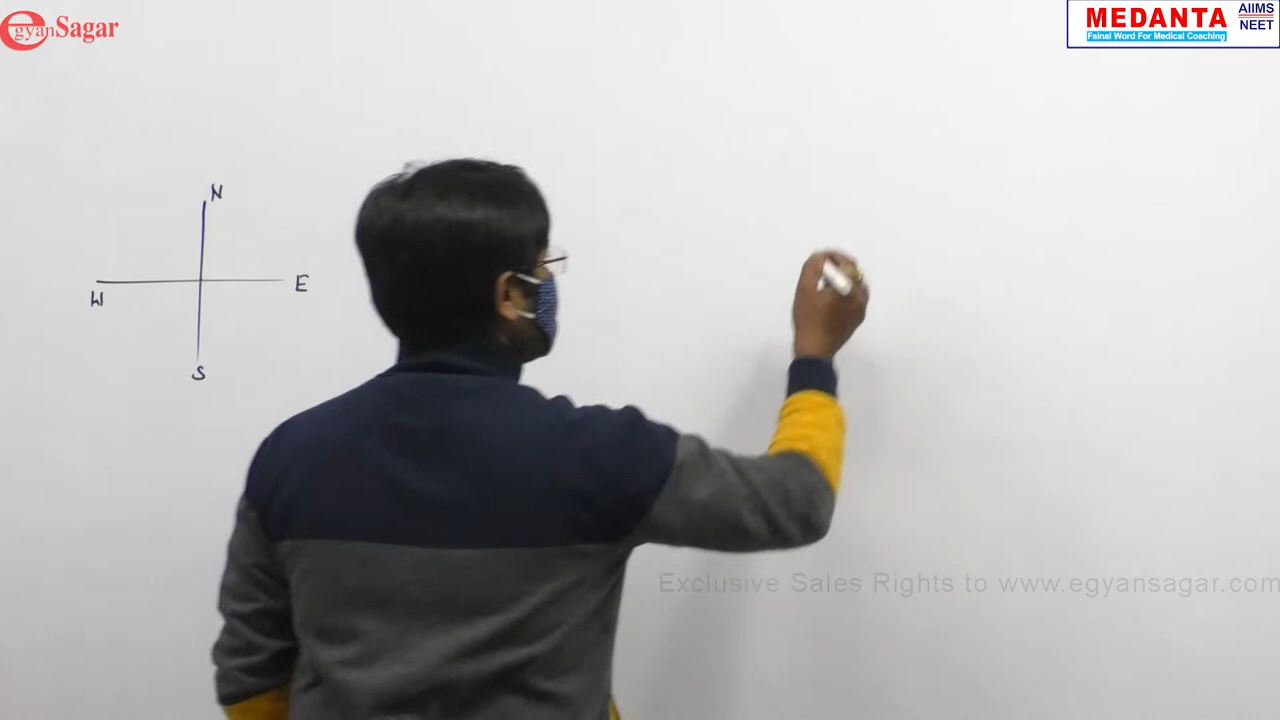 egyanSagar
MEDANTA
AIIMS
NEET
Fainal Word For Medical Coaching
N
W
E
S
Exclusive Sales Rights to www.egyansagar.com